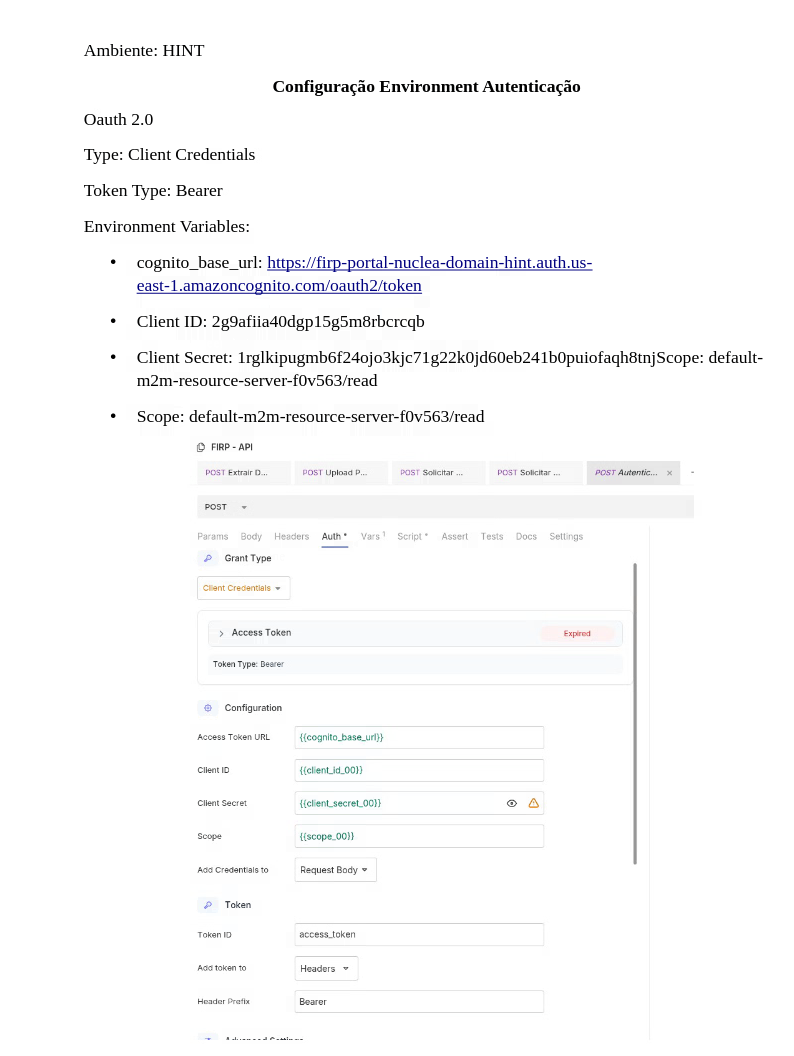 Ambiente: HINT
Configuração Environment Autenticação
Oauth 2.0
Type: Client Credentials
Token Type: Bearer
Environment Variables:
• cognito_base_url: https://firp-portal-nuclea-domain-hint.auth.us-
east-1.amazoncognito.com/oauth2/token
• Client ID: 2g9afiia40dgp15g5m8rbcrcqb
• Client Secret: 1rglkipugmb6f24ojo3kjc71g22k0jd60eb241b0puiofaqh8tnjScope: default-
m2m-resource-server-f0v563/read
• Scope: default-m2m-resource-server-f0v563/read
FIRP - API
POST Extrair D... POST Upload P... POST Solicitar ... POST Solicitar ... POST Autentic... ×
POST
Params Body Headers Auth • Vars 1 Script • Assert Tests Docs Settings
Grant Type
Client Credentials
Access Token Expired
Token Type: Bearer
Configuration
Access Token URL {{cognito_base_url}}
Client ID {{client_id_00}}
Client Secret {{client_secret_00}}
Scope {{scope_00}}
Add Credentials to Request Body
Token
Token ID access_token
Add token to Headers
Header Prefix Bearer
Advanced Settings